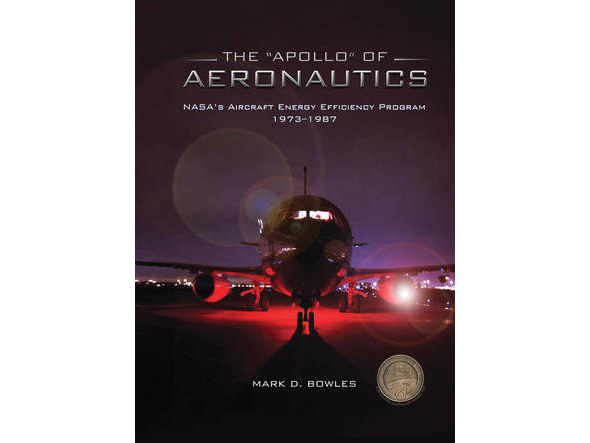 THE "APOLLO" OF
AERONAUTICS
NASA'S AIRCRAFT ENERGY EFFICIENCY PROGRAM
1973–1987
MARK D. BOWLES